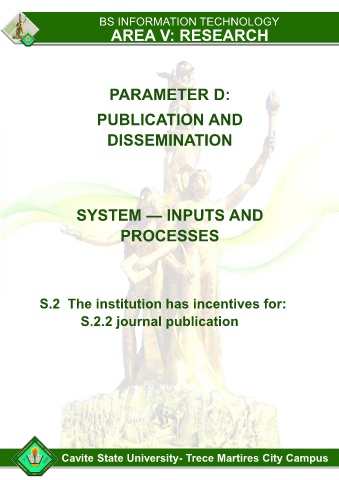 BS INFORMATION TECHNOLOGY
AREA V: RESEARCH
PARAMETER D:
PUBLICATION AND
DISSEMINATION
SYSTEM — INPUTS AND
PROCESSES
S.2 The institution has incentives for:
S.2.2 journal publication
Cavite State University- Trece Martires City Campus